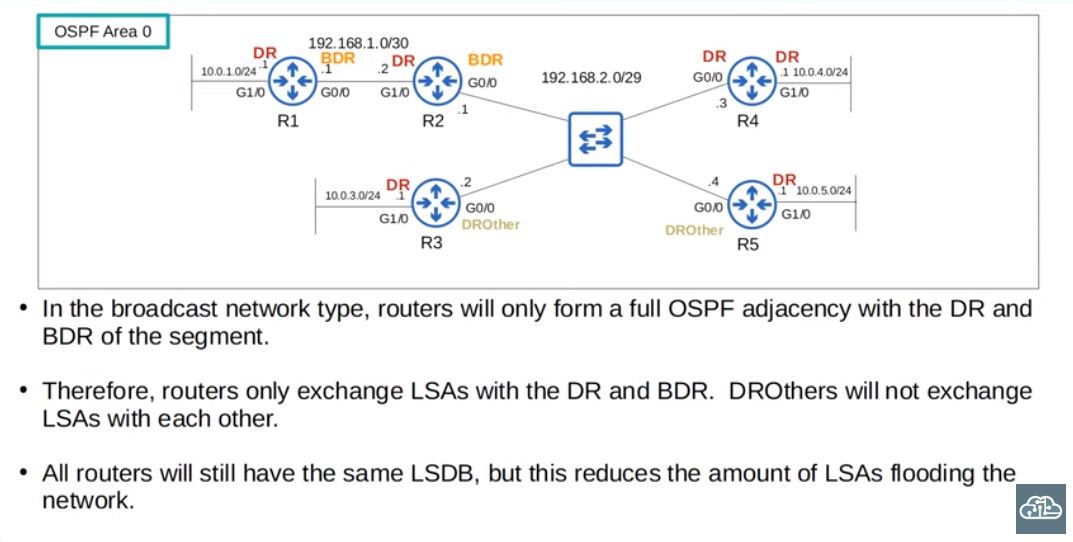 OSPF Area 0
192.168.1.0/30
DR
BDR
DR
BDR
10.0.1.0/24
.1
.1
.2
G1/0
G0/0
G1/0
G0/0
.1
R1
R2
192.168.2.0/29
DR
DR
G0/0
.1
10.0.4.0/24
G1/0
.3
R4
DR
.2
10.0.3.0/24
.1
G1/0
G0/0
DROther
R3
.4
DR
.1
10.0.5.0/24
G0/0
G1/0
DROther
R5
• In the broadcast network type, routers will only form a full OSPF adjacency with the DR and
BDR of the segment.
• Therefore, routers only exchange LSAs with the DR and BDR.  DROthers will not exchange
LSAs with each other.
• All routers will still have the same LSDB, but this reduces the amount of LSAs flooding the
network.